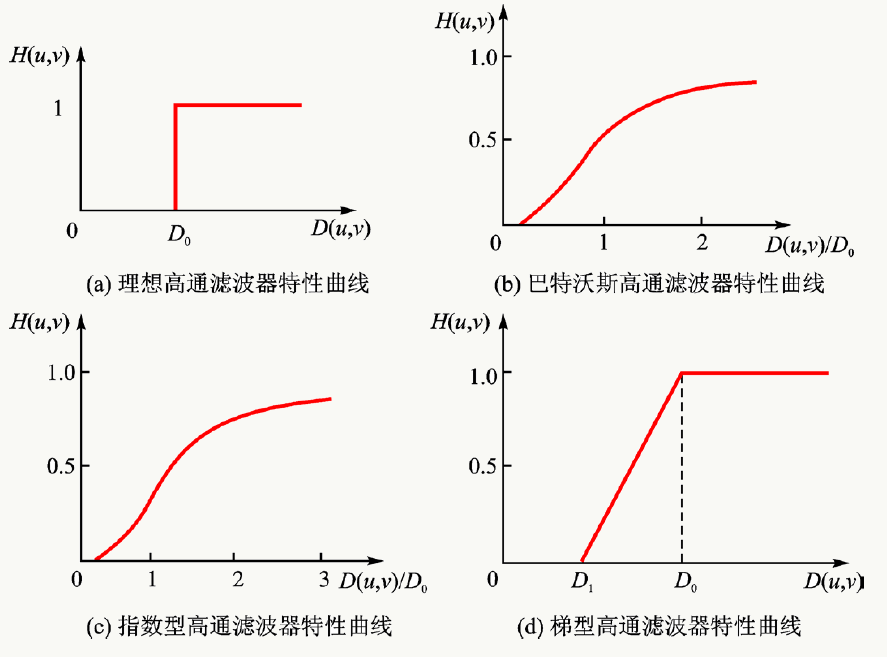 H(u,v)
1
0
D₀
D(u,v)
(a) 理想高通滤波器特性曲线
H(u,v)
1.0
0.5
0
1
2
D(u,v)/D₀
(b) 巴特沃斯高通滤波器特性曲线
H(u,v)
1.0
0.5
0
1
2
3
D(u,v)/D₀
(c) 指数型高通滤波器特性曲线
H(u,v)
1.0
0.5
0
D₁
D₀
D(u,v)
(d) 梯型高通滤波器特性曲线